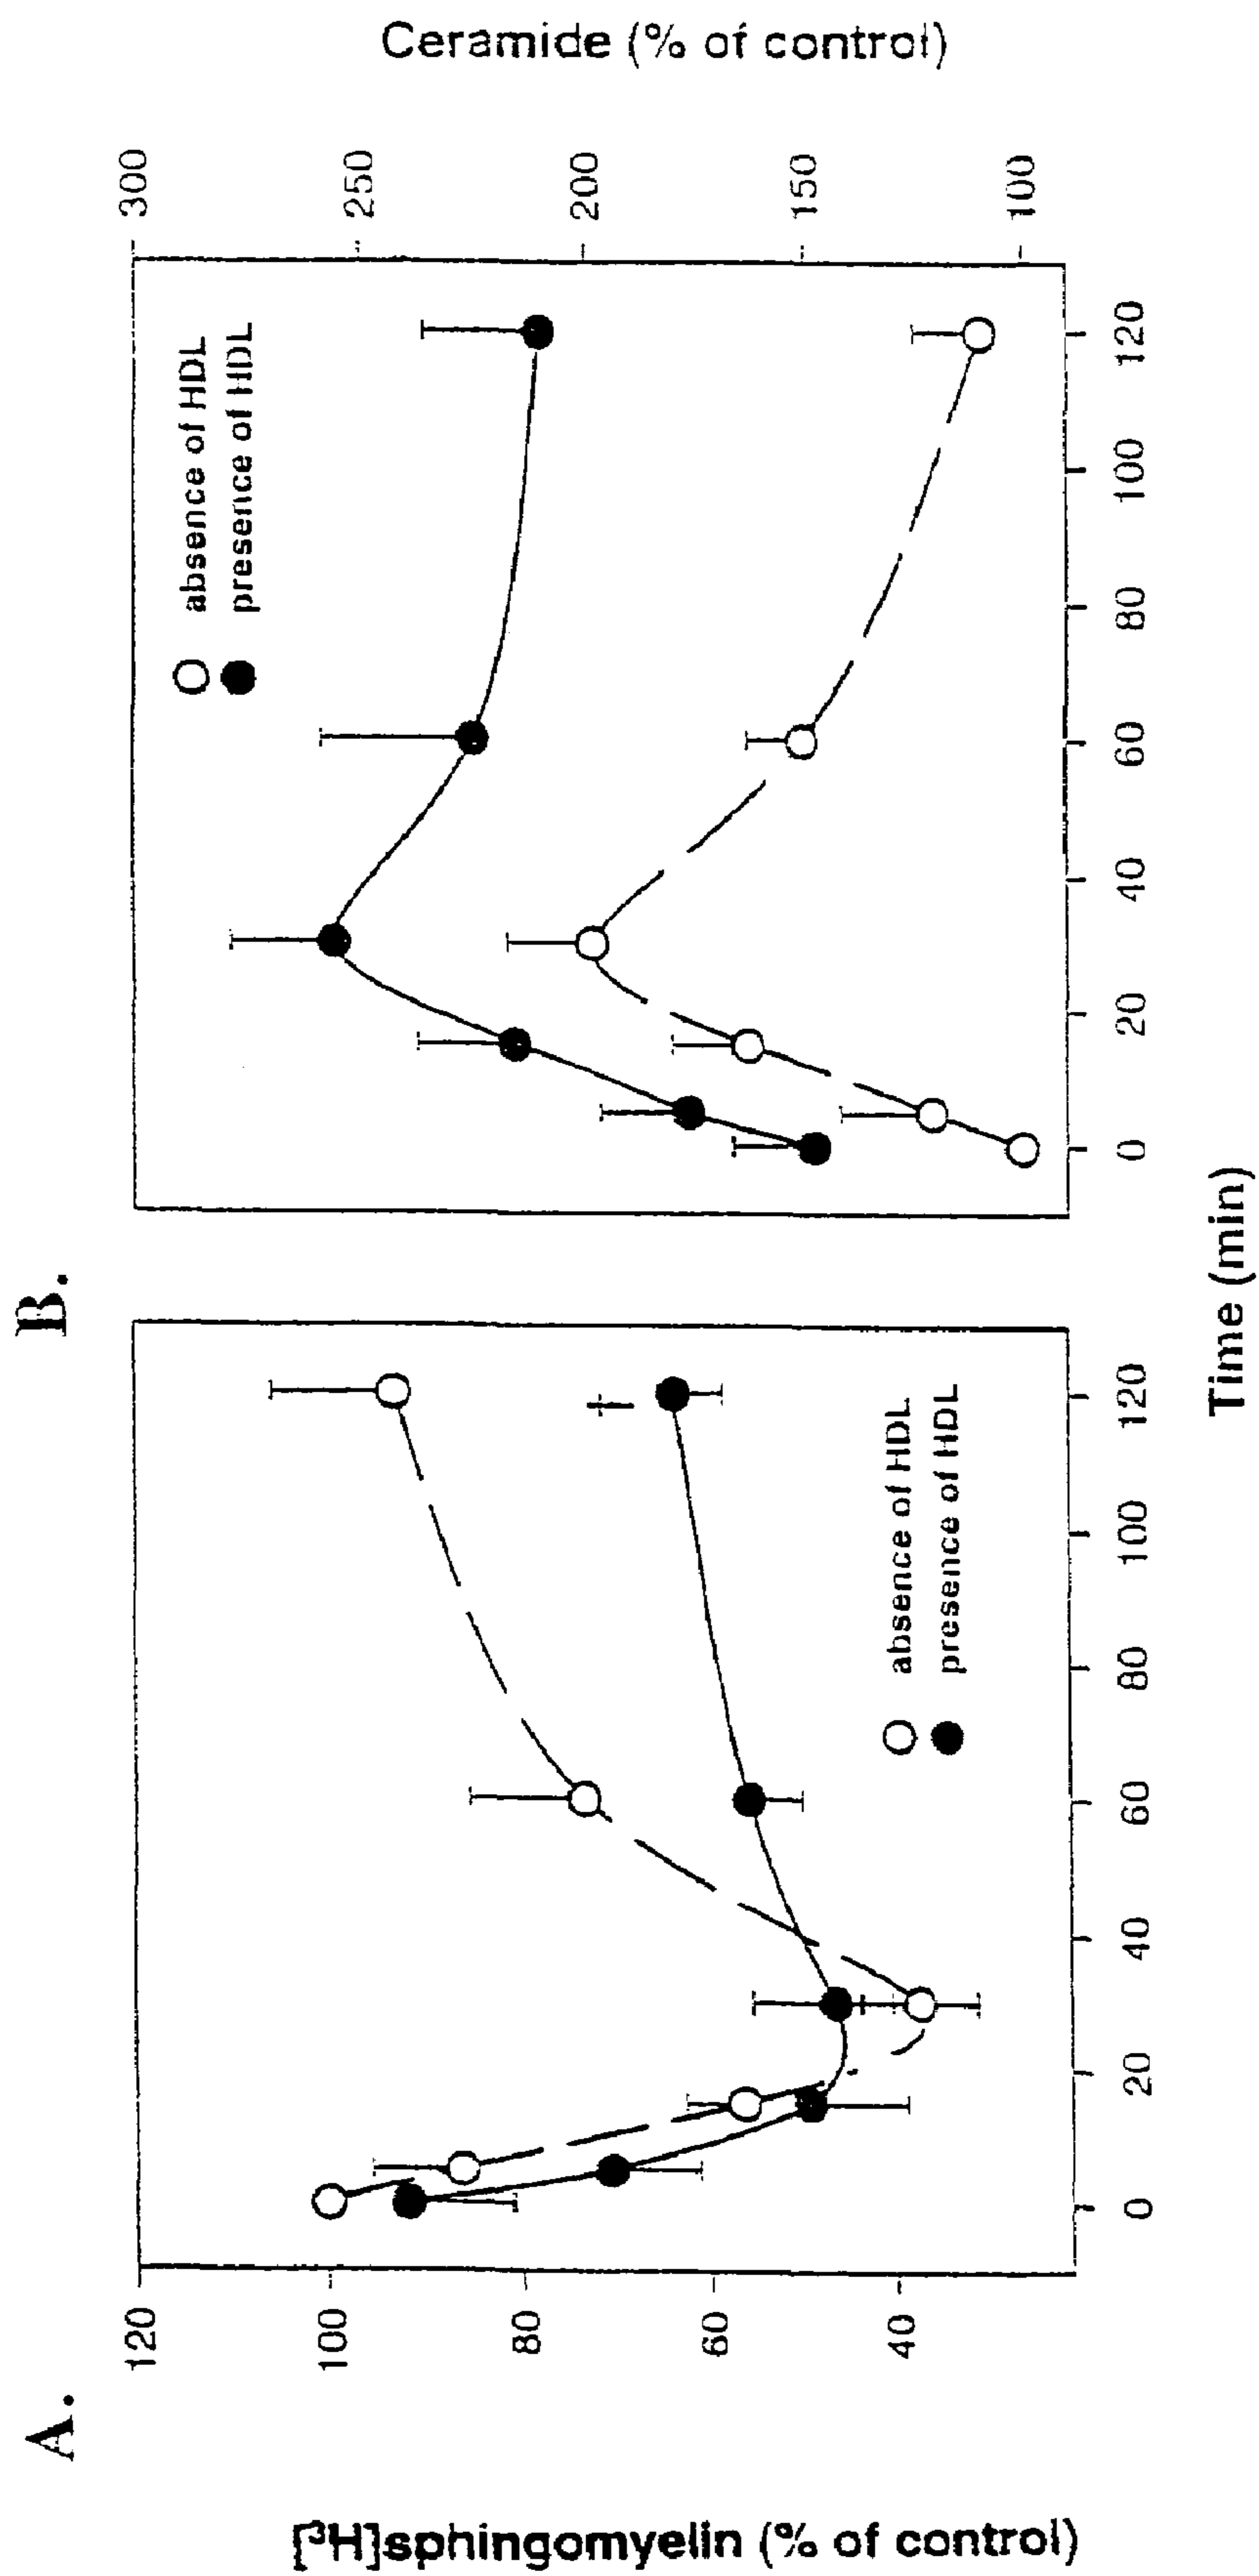 A.
B.
[³H]sphingomyelin (% of control)
120
100
80
60
40
absence of HDL
presence of HDL
†
0 20 40 60 80 100 120
absence of HDL
presence of HDL
300
250
200
150
100
Ceramide (% of control)
0 20 40 60 80 100 120
Time (min)